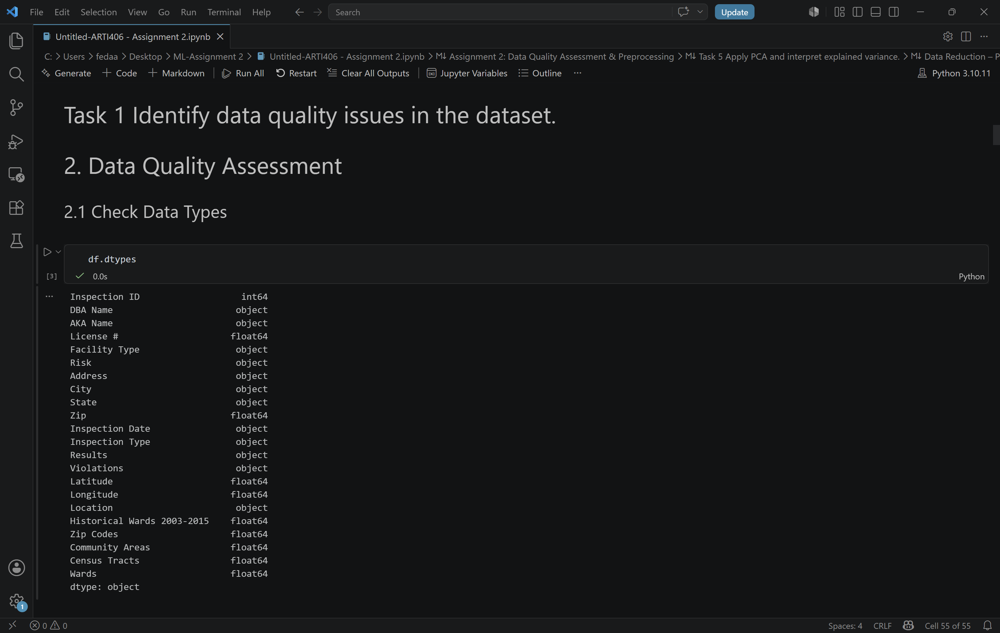 File Edit Selection View Go Run Terminal Help Search Update
Untitled-ARTI406 - Assignment 2.ipynb
C: > Users > fedaa > Desktop > ML-Assignment 2 > Untitled-ARTI406 - Assignment 2.ipynb > M↓ Assignment 2: Data Quality Assessment & Preprocessing > M↓ Task 5 Apply PCA and interpret explained variance. > M↓ Data Reduction – P
Generate + Code + Markdown Run All Restart Clear All Outputs Jupyter Variables Outline ... Python 3.10.11
Task 1 Identify data quality issues in the dataset.
2. Data Quality Assessment
2.1 Check Data Types
df.dtypes
[3] 0.0s Python
Inspection ID int64
DBA Name object
AKA Name object
License # float64
Facility Type object
Risk object
Address object
City object
State object
Zip float64
Inspection Date object
Inspection Type object
Results object
Violations object
Latitude float64
Longitude float64
Location object
Historical Wards 2003-2015 float64
Zip Codes float64
Community Areas float64
Census Tracts float64
Wards float64
dtype: object
1
0 0 Spaces: 4 CRLF Cell 55 of 55